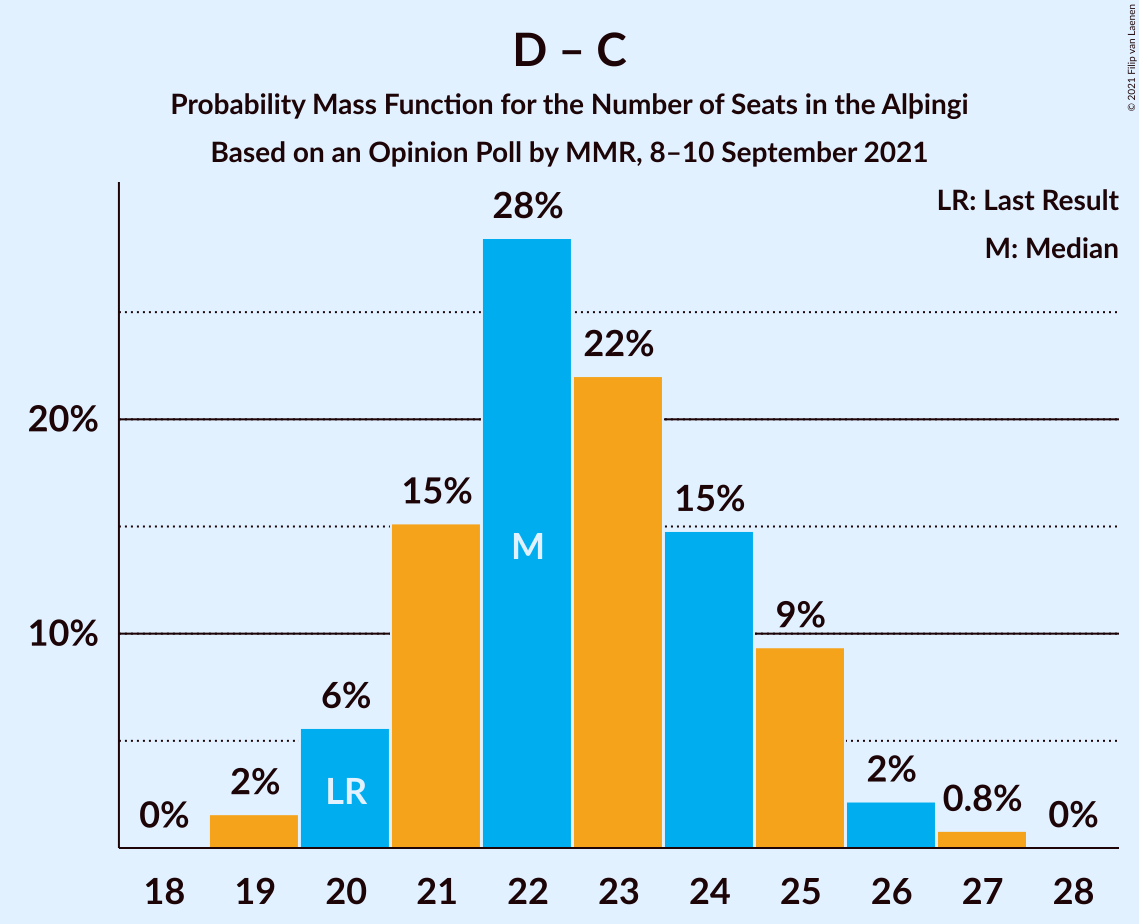 D – C
Probability Mass Function for the Number of Seats in the Alþingi
Based on an Opinion Poll by MMR, 8–10 September 2021
© 2021 Filip van Laenen
LR: Last Result
M: Median
28%
22%
20%
15%
15%
M
9%
10%
6%
2%
LR
2%
0.8%
0%
0%
18 19 20 21 22 23 24 25 26 27 28